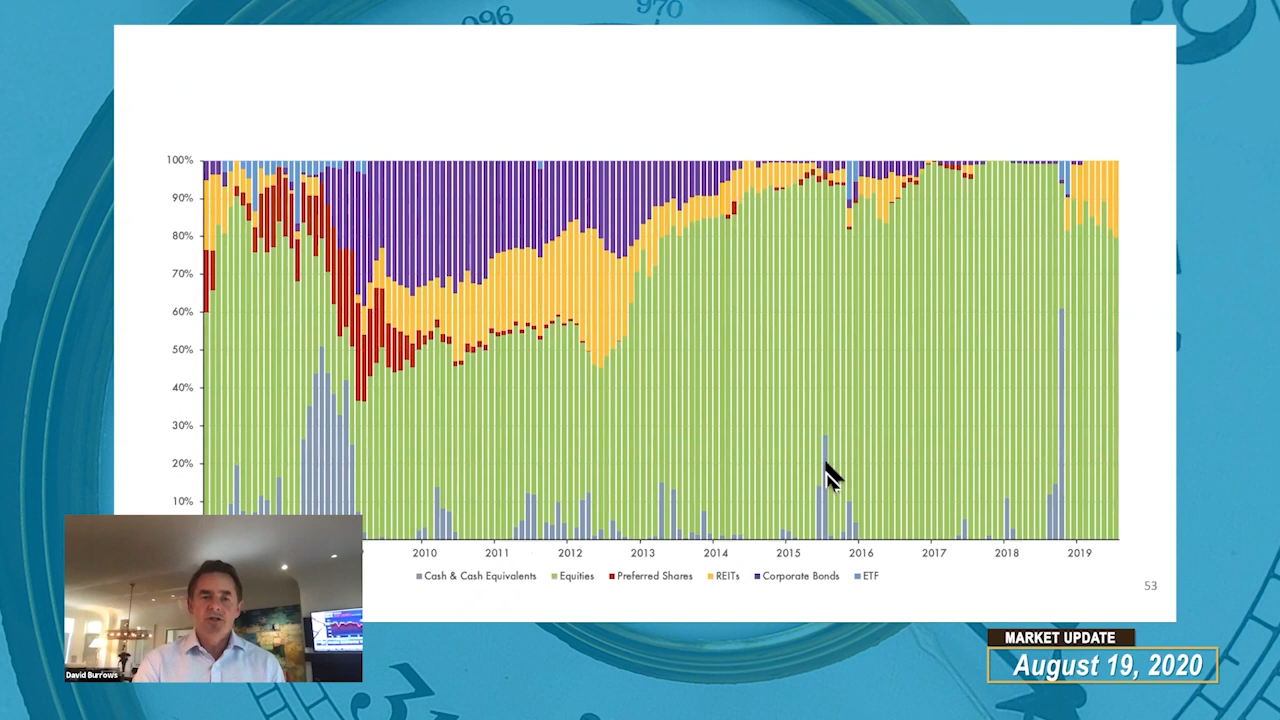 096
970
100%
90%
80%
70%
60%
50%
40%
30%
20%
10%
2010 2011 2012 2013 2014 2015 2016 2017 2018 2019
Cash & Cash Equivalents Equities Preferred Shares REITs Corporate Bonds ETF
53
David Burrows
MARKET UPDATE
August 19, 2020